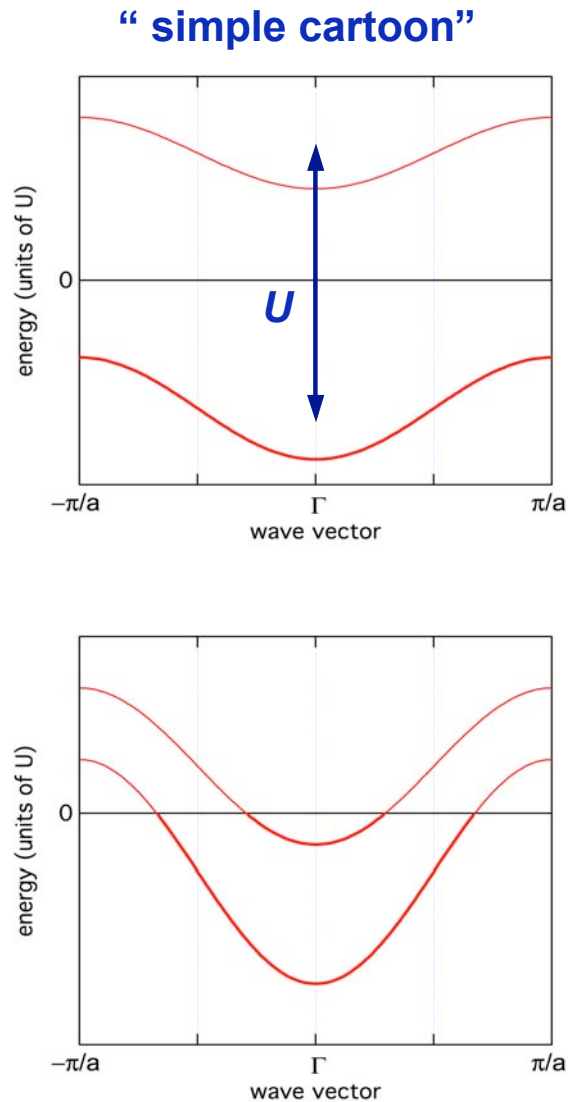 “ simple cartoon”
energy (units of U)
0
U
−π/a
Γ
π/a
wave vector
energy (units of U)
0
−π/a
Γ
π/a
wave vector